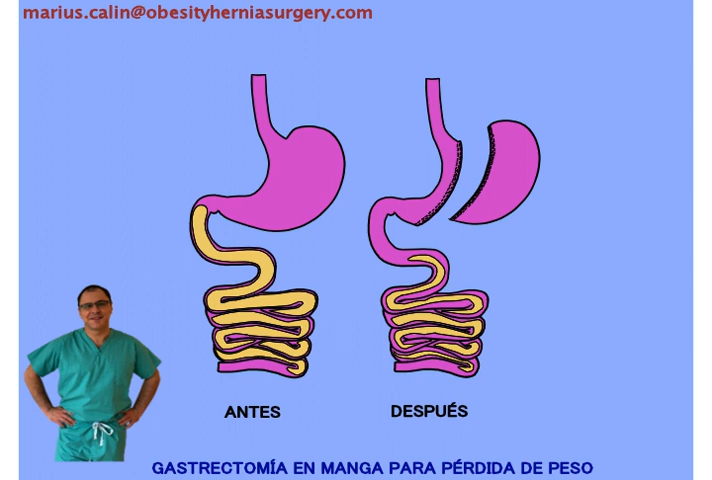 marius.calin@obesityherniasurgery.com
ANTES
DESPUÉS
GASTRECTOMÍA EN MANGA PARA PÉRDIDA DE PESO